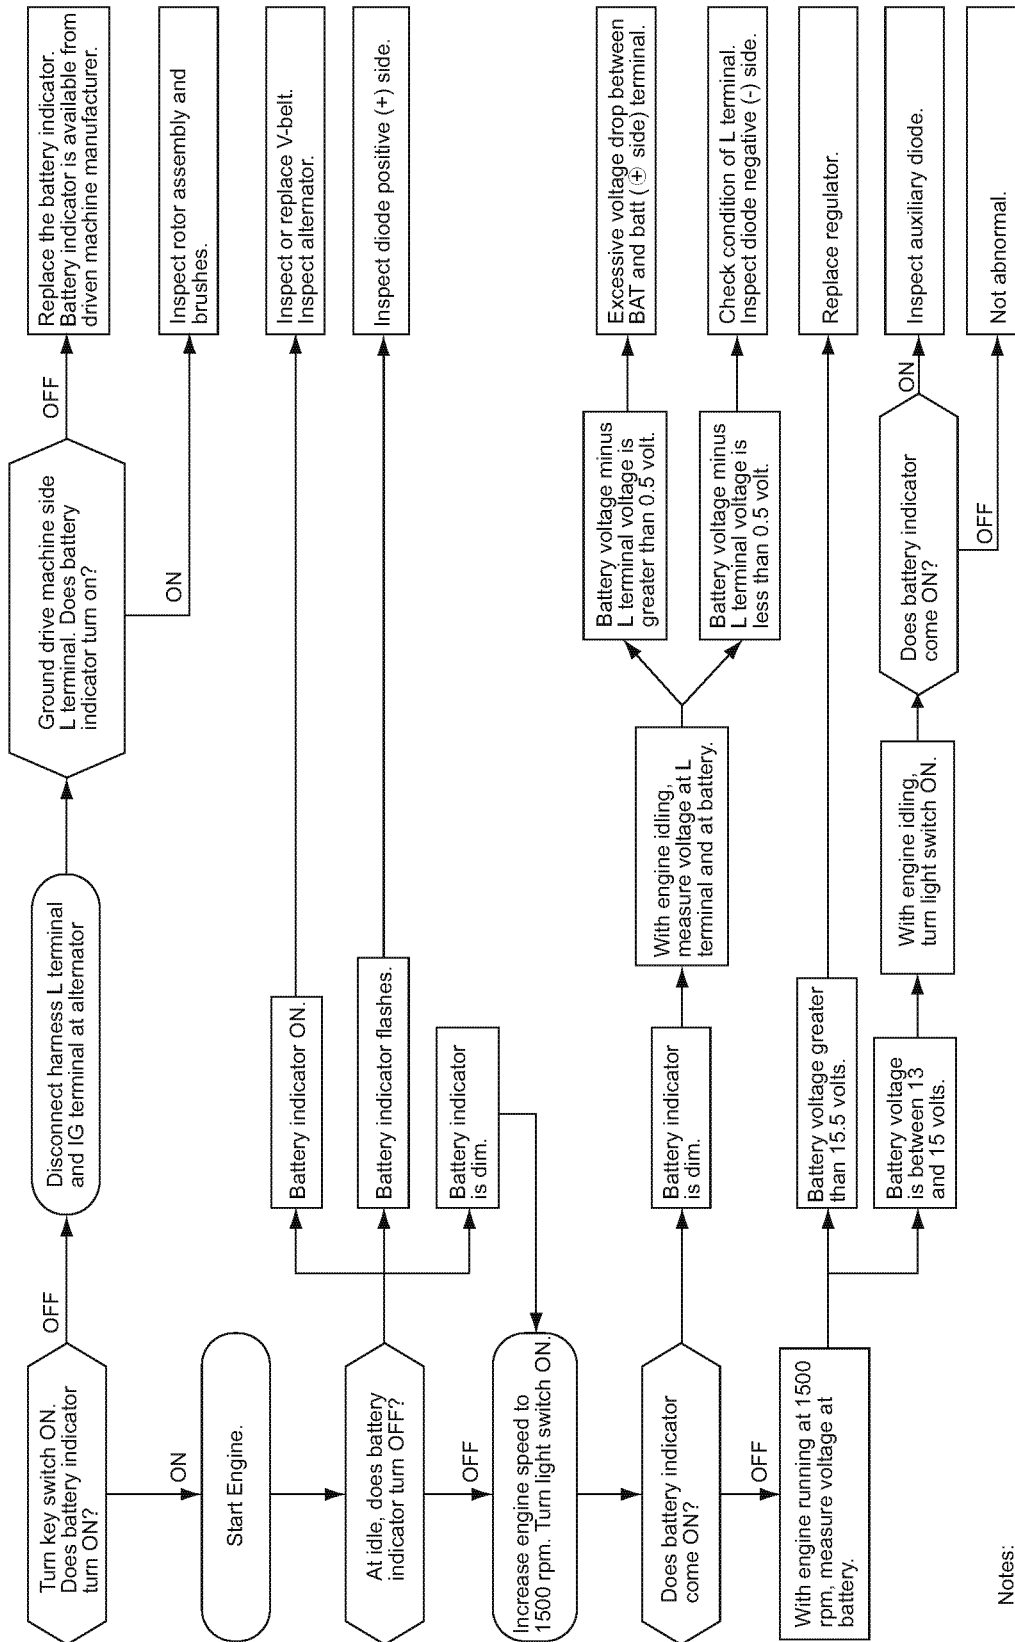 Turn key switch ON.
Does battery indicator
turn ON?
OFF
Disconnect harness L terminal
and IG terminal at alternator
Ground drive machine side
L terminal. Does battery
indicator turn on?
OFF
Replace the battery indicator.
Battery indicator is available from
driven machine manufacturer.
ON
Inspect rotor assembly and
brushes.
ON
Start Engine.
At idle, does battery
indicator turn OFF?
Battery indicator ON.
Inspect or replace V-belt.
Inspect alternator.
Battery indicator flashes.
Inspect diode positive (+) side.
Battery indicator
is dim.
OFF
Increase engine speed to
1500 rpm. Turn light switch ON.
Does battery indicator
come ON?
Battery indicator
is dim.
With engine idling,
measure voltage at L
terminal and at battery.
Battery voltage minus
L terminal voltage is
greater than 0.5 volt.
Excessive voltage drop between
BAT and batt (⊕ side) terminal.
Battery voltage minus
L terminal voltage is
less than 0.5 volt.
Check condition of L terminal.
Inspect diode negative (-) side.
OFF
With engine running at 1500
rpm, measure voltage at
battery.
Battery voltage greater
than 15.5 volts.
Replace regulator.
Battery voltage
is between 13
and 15 volts.
With engine idling,
turn light switch ON.
Does battery indicator
come ON?
ON
Inspect auxiliary diode.
OFF
Not abnormal.
Notes: